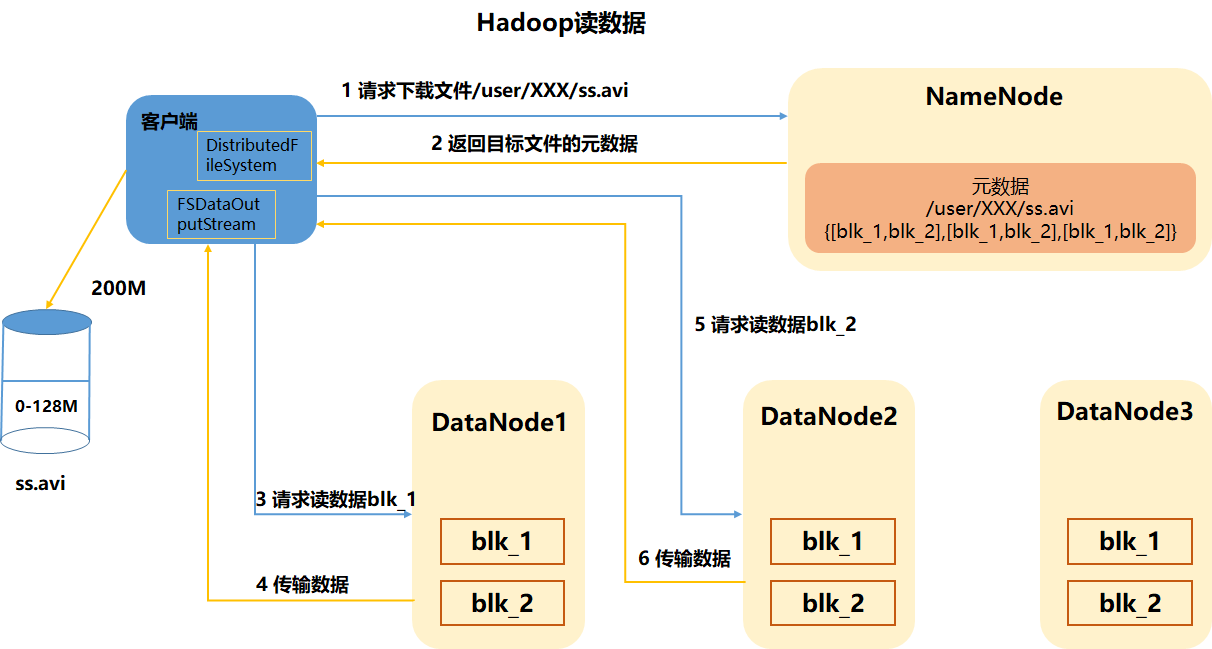 Hadoop读数据
1 请求下载文件/user/XXX/ss.avi
NameNode
客户端
DistributedF
ileSystem
2 返回目标文件的元数据
元数据
/user/XXX/ss.avi
{[blk_1,blk_2],[blk_1,blk_2],[blk_1,blk_2]}
FSDataOut
putStream
200M
5 请求读数据blk_2
0-128M
ss.avi
DataNode1
DataNode2
DataNode3
3 请求读数据blk_1
blk_1
blk_1
blk_1
6 传输数据
4 传输数据
blk_2
blk_2
blk_2